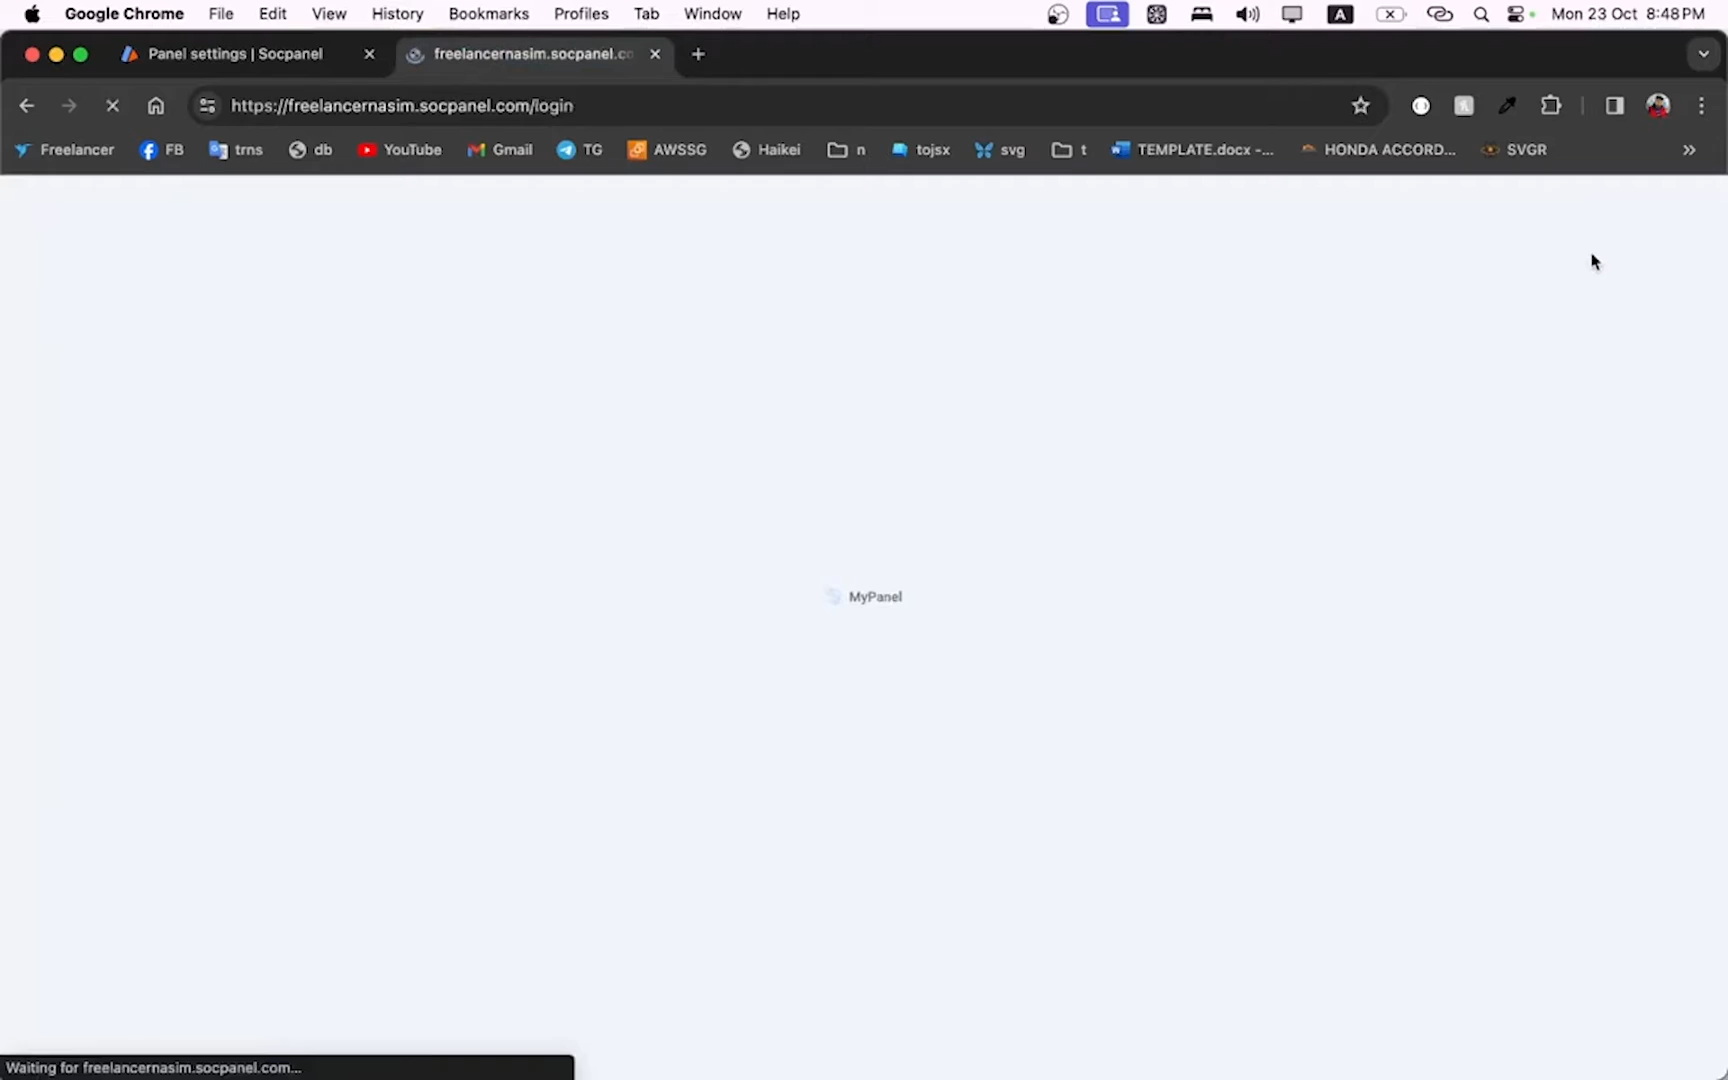 Google Chrome File Edit View History Bookmarks Profiles Tab Window Help A Mon 23 Oct 8:48 PM
Panel settings | Socpanel freelancernasim.socpanel.co
https://freelancernasim.socpanel.com/login
Freelancer FB trns db YouTube Gmail TG AWSSG Haikei n tojsx svg t TEMPLATE.docx -... HONDA ACCORD... SVGR
MyPanel
Waiting for freelancernasim.socpanel.com...